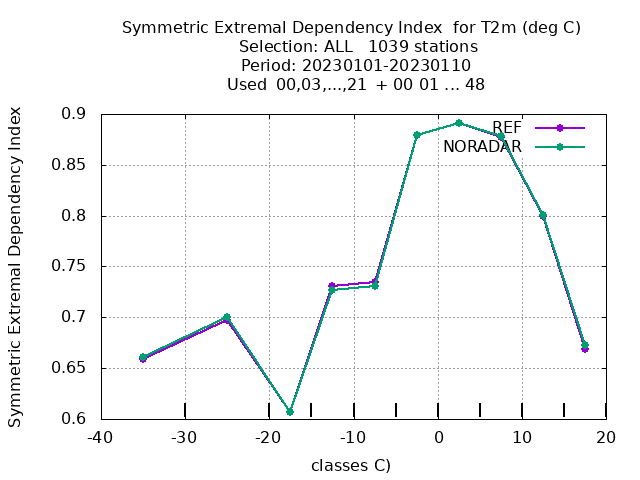 Symmetric Extremal Dependency Index  for T2m (deg C)
Selection: ALL   1039 stations
Period: 20230101-20230110
Used  00,03,...,21  + 00 01 ... 48
Symmetric Extremal Dependency Index
0.9
0.85
0.8
0.75
0.7
0.65
0.6
REF
NORADAR
-40 -30 -20 -10 0 10 20
classes C)